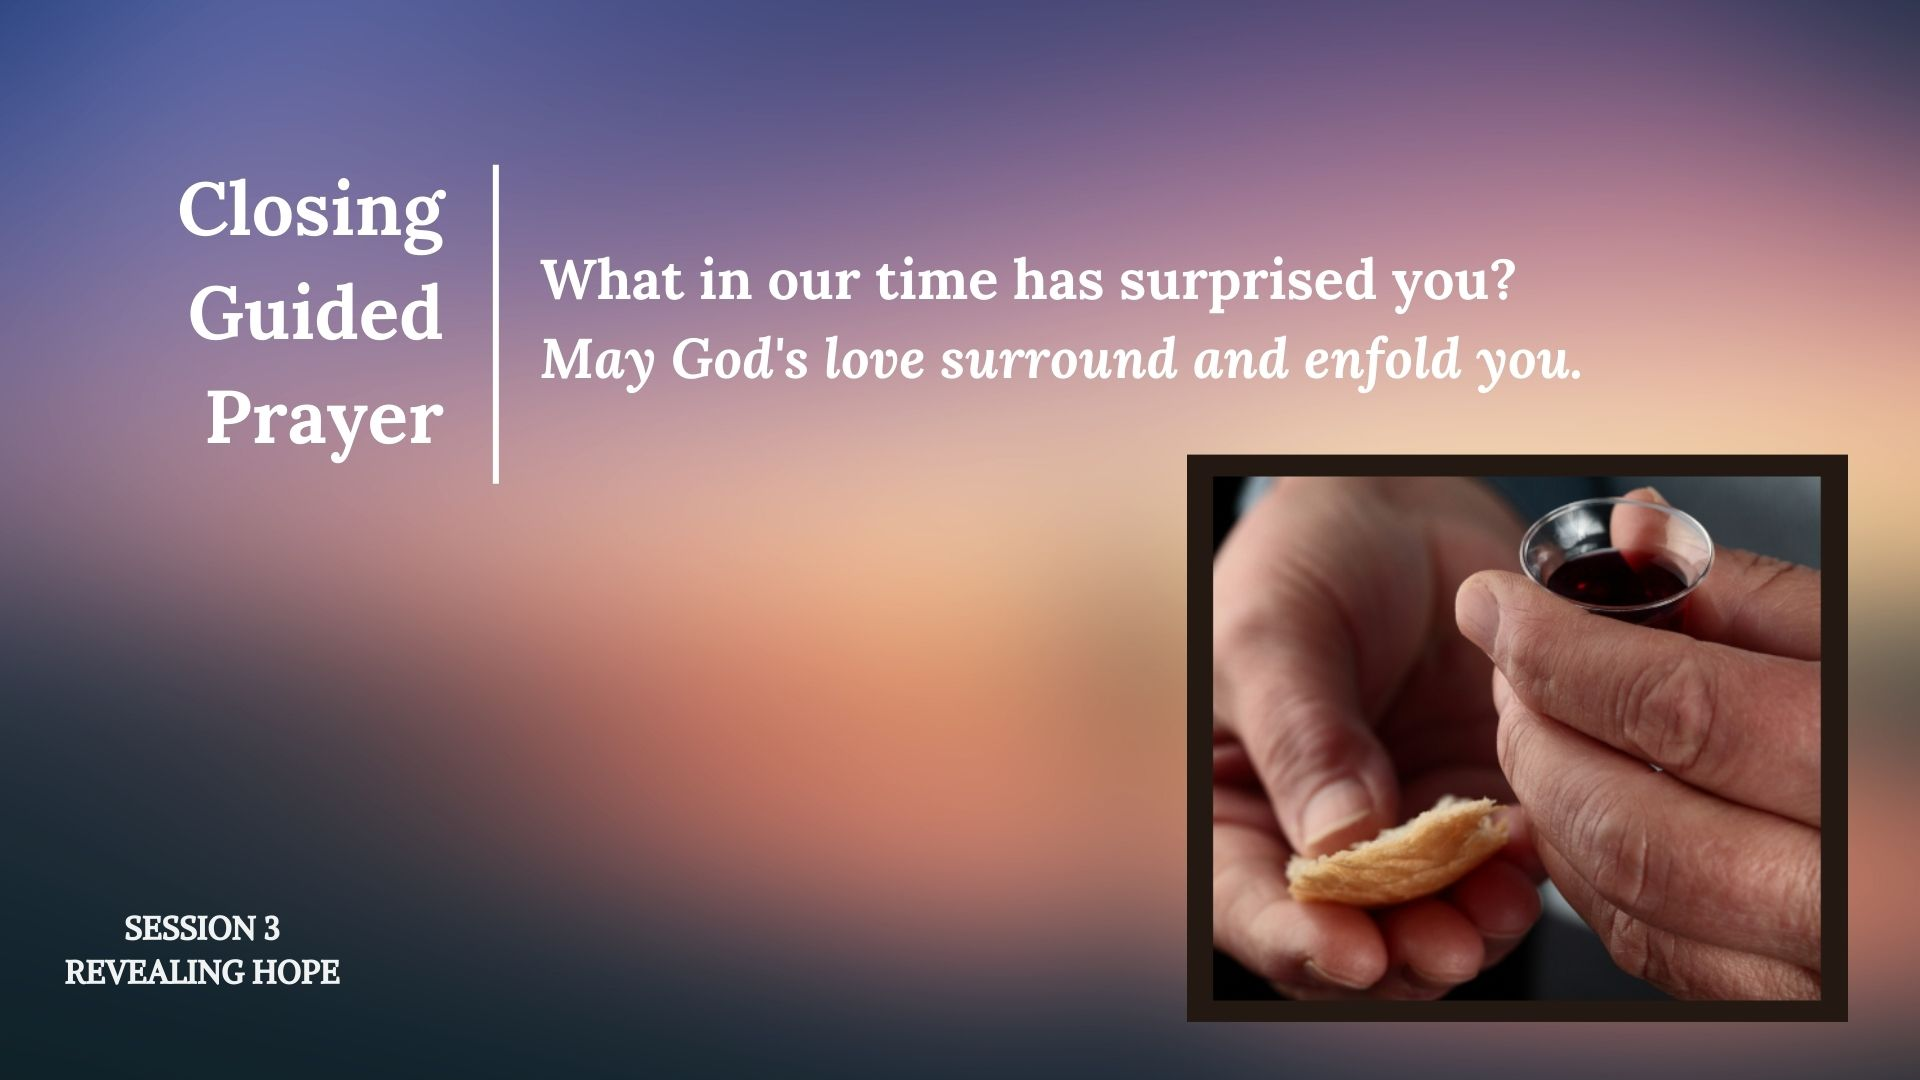 Closing
Guided
Prayer
What in our time has surprised you?
May God's love surround and enfold you.
SESSION 3
REVEALING HOPE